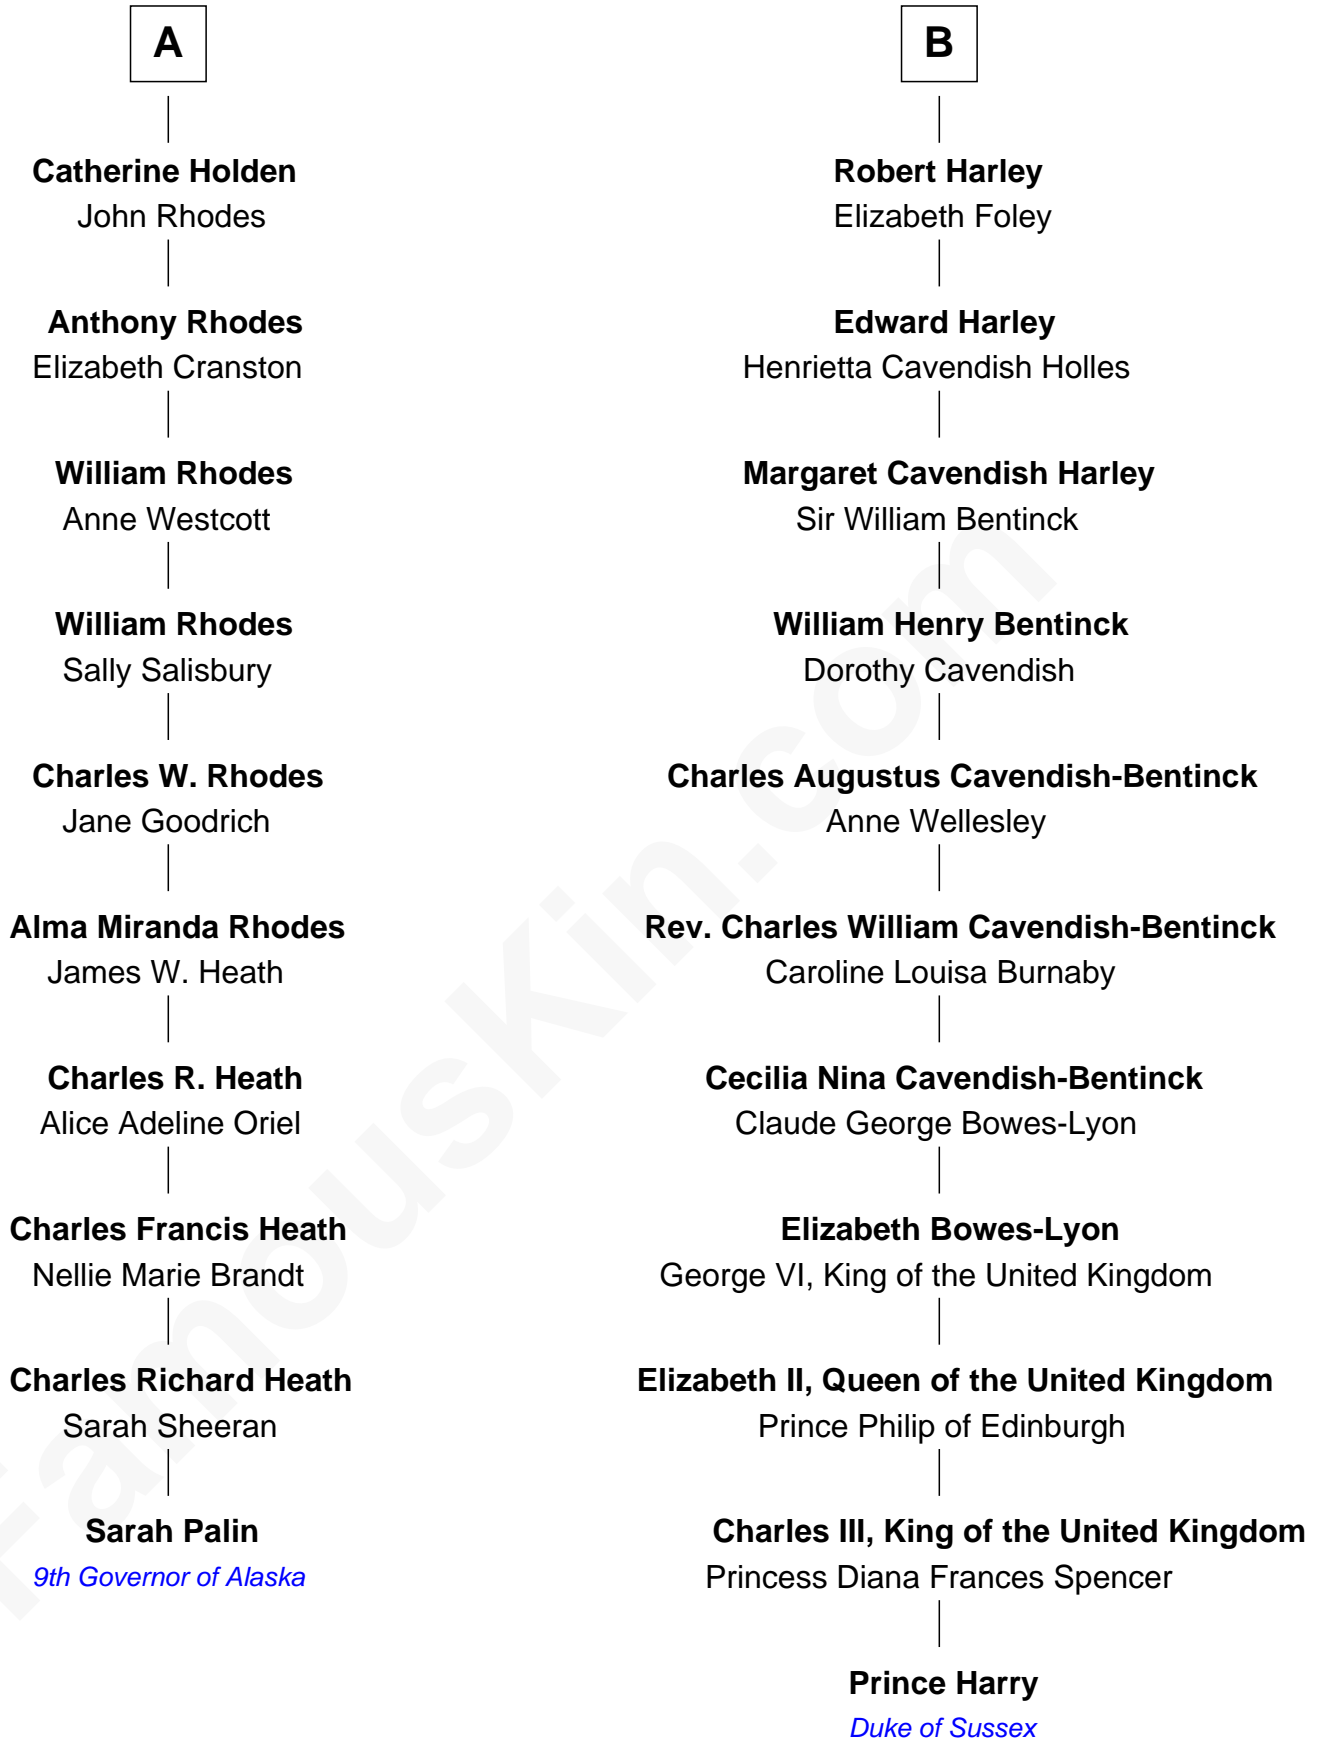 A
Catherine Holden
John Rhodes
Anthony Rhodes
Elizabeth Cranston
William Rhodes
Anne Westcott
William Rhodes
Sally Salisbury
Charles W. Rhodes
Jane Goodrich
Alma Miranda Rhodes
James W. Heath
Charles R. Heath
Alice Adeline Oriel
Charles Francis Heath
Nellie Marie Brandt
Charles Richard Heath
Sarah Sheeran
Sarah Palin
9th Governor of Alaska
B
Robert Harley
Elizabeth Foley
Edward Harley
Henrietta Cavendish Holles
Margaret Cavendish Harley
Sir William Bentinck
William Henry Bentinck
Dorothy Cavendish
Charles Augustus Cavendish-Bentinck
Anne Wellesley
Rev. Charles William Cavendish-Bentinck
Caroline Louisa Burnaby
Cecilia Nina Cavendish-Bentinck
Claude George Bowes-Lyon
Elizabeth Bowes-Lyon
George VI, King of the United Kingdom
Elizabeth II, Queen of the United Kingdom
Prince Philip of Edinburgh
Charles III, King of the United Kingdom
Princess Diana Frances Spencer
Prince Harry
Duke of Sussex
FamousKin.com